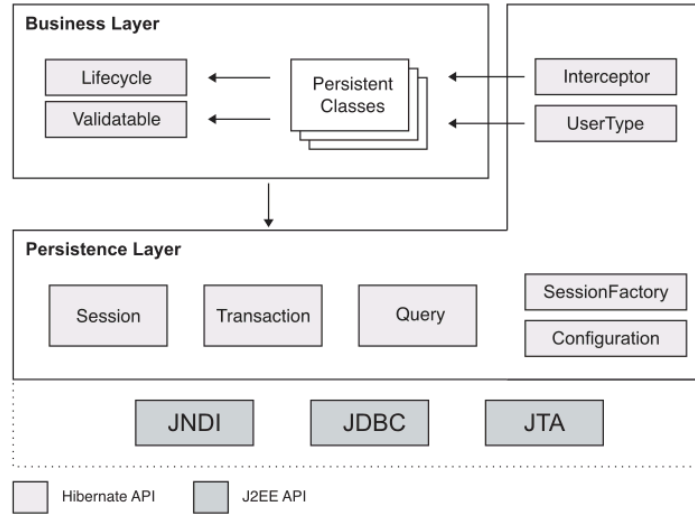 Business Layer
Lifecycle
Validatable
Persistent
Classes
Interceptor
UserType
Persistence Layer
Session
Transaction
Query
SessionFactory
Configuration
JNDI
JDBC
JTA
Hibernate API
J2EE API